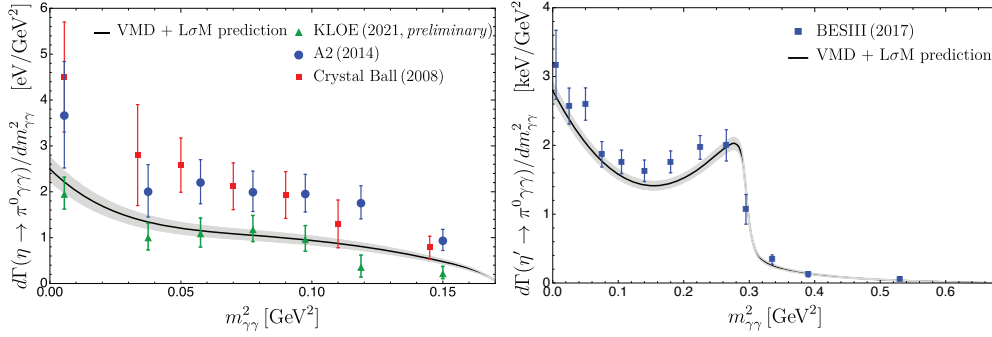 dΓ(η → π⁰γγ)/dm²γγ [eV/GeV²]
6
5
4
3
2
1
0
VMD + LσM prediction
KLOE (2021, preliminary)
A2 (2014)
Crystal Ball (2008)
0.00 0.05 0.10 0.15
m²γγ [GeV²]
dΓ(η′ → π⁰γγ)/dm²γγ [keV/GeV²]
4
3
2
1
0
BESIII (2017)
VMD + LσM prediction
0.0 0.1 0.2 0.3 0.4 0.5 0.6
m²γγ [GeV²]